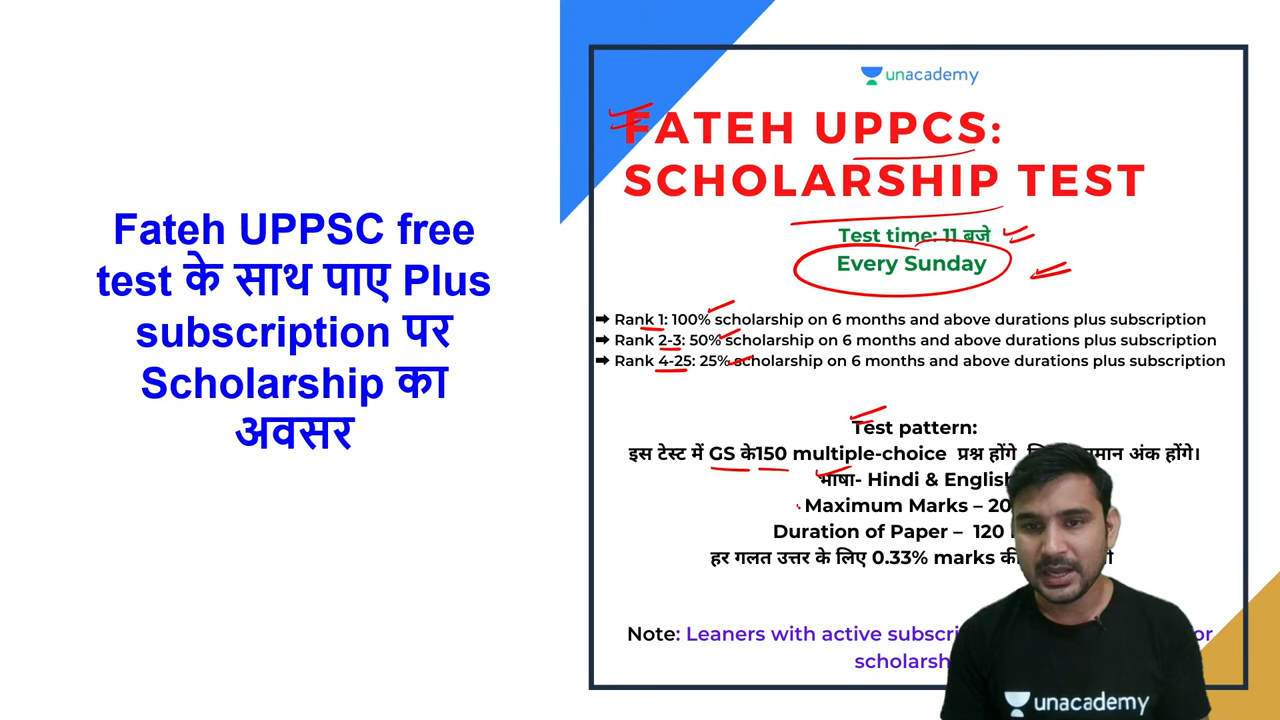 Fateh UPPSC free
test के साथ पाए Plus
subscription पर
Scholarship का
अवसर
unacademy
FATEH UPPCS:
SCHOLARSHIP TEST
Test time: 11 बजे
Every Sunday
➡ Rank 1: 100% scholarship on 6 months and above durations plus subscription
➡ Rank 2-3: 50% scholarship on 6 months and above durations plus subscription
➡ Rank 4-25: 25% scholarship on 6 months and above durations plus subscription
Test pattern:
इस टेस्ट में GS के150 multiple-choice प्रश्न होंगे अंक होंगे।
भाषा- Hindi & English
Maximum Marks –
Duration of Paper – 120
हर गलत उत्तर के लिए 0.33% marks
Note: Leaners with active
unacademy